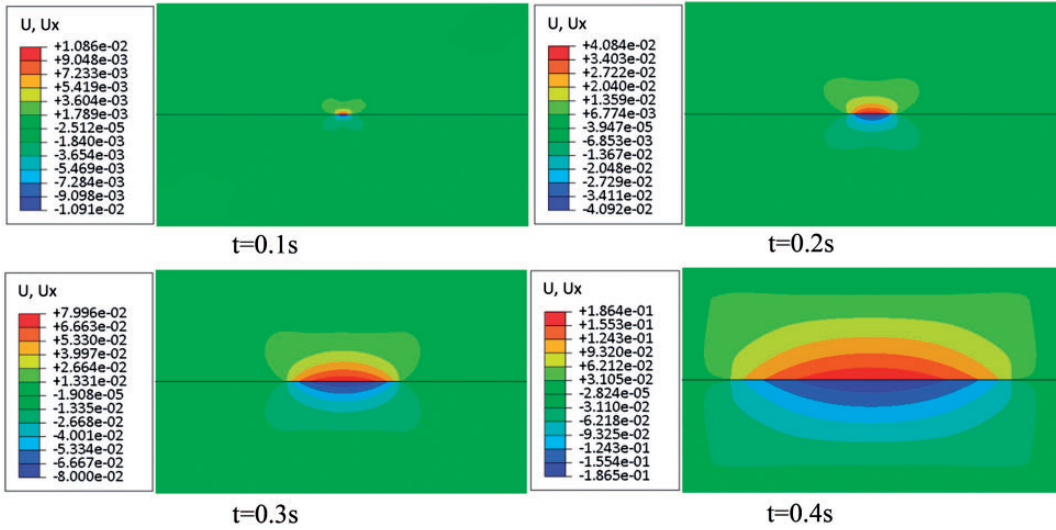 U, Ux
+1.086e-02
+9.048e-03
+7.233e-03
+5.419e-03
+3.604e-03
+1.789e-03
-2.512e-05
-1.840e-03
-3.654e-03
-5.469e-03
-7.284e-03
-9.098e-03
-1.091e-02
t=0.1s
U, Ux
+4.084e-02
+3.403e-02
+2.722e-02
+2.040e-02
+1.359e-02
+6.774e-03
-3.947e-05
-6.853e-03
-1.367e-02
-2.048e-02
-2.729e-02
-3.411e-02
-4.092e-02
t=0.2s
U, Ux
+7.996e-02
+6.663e-02
+5.330e-02
+3.997e-02
+2.664e-02
+1.331e-02
-1.908e-05
-1.335e-02
-2.668e-02
-4.001e-02
-5.334e-02
-6.667e-02
-8.000e-02
t=0.3s
U, Ux
+1.864e-01
+1.553e-01
+1.243e-01
+9.320e-02
+6.212e-02
+3.105e-02
-2.824e-05
-3.110e-02
-6.218e-02
-9.325e-02
-1.243e-01
-1.554e-01
-1.865e-01
t=0.4s